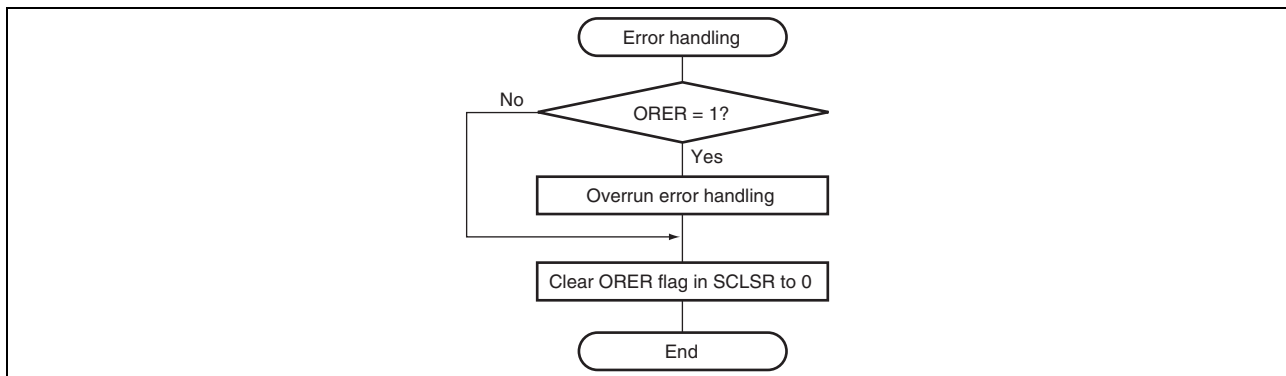 Error handling
No
ORER = 1?
Yes
Overrun error handling
Clear ORER flag in SCLSR to 0
End